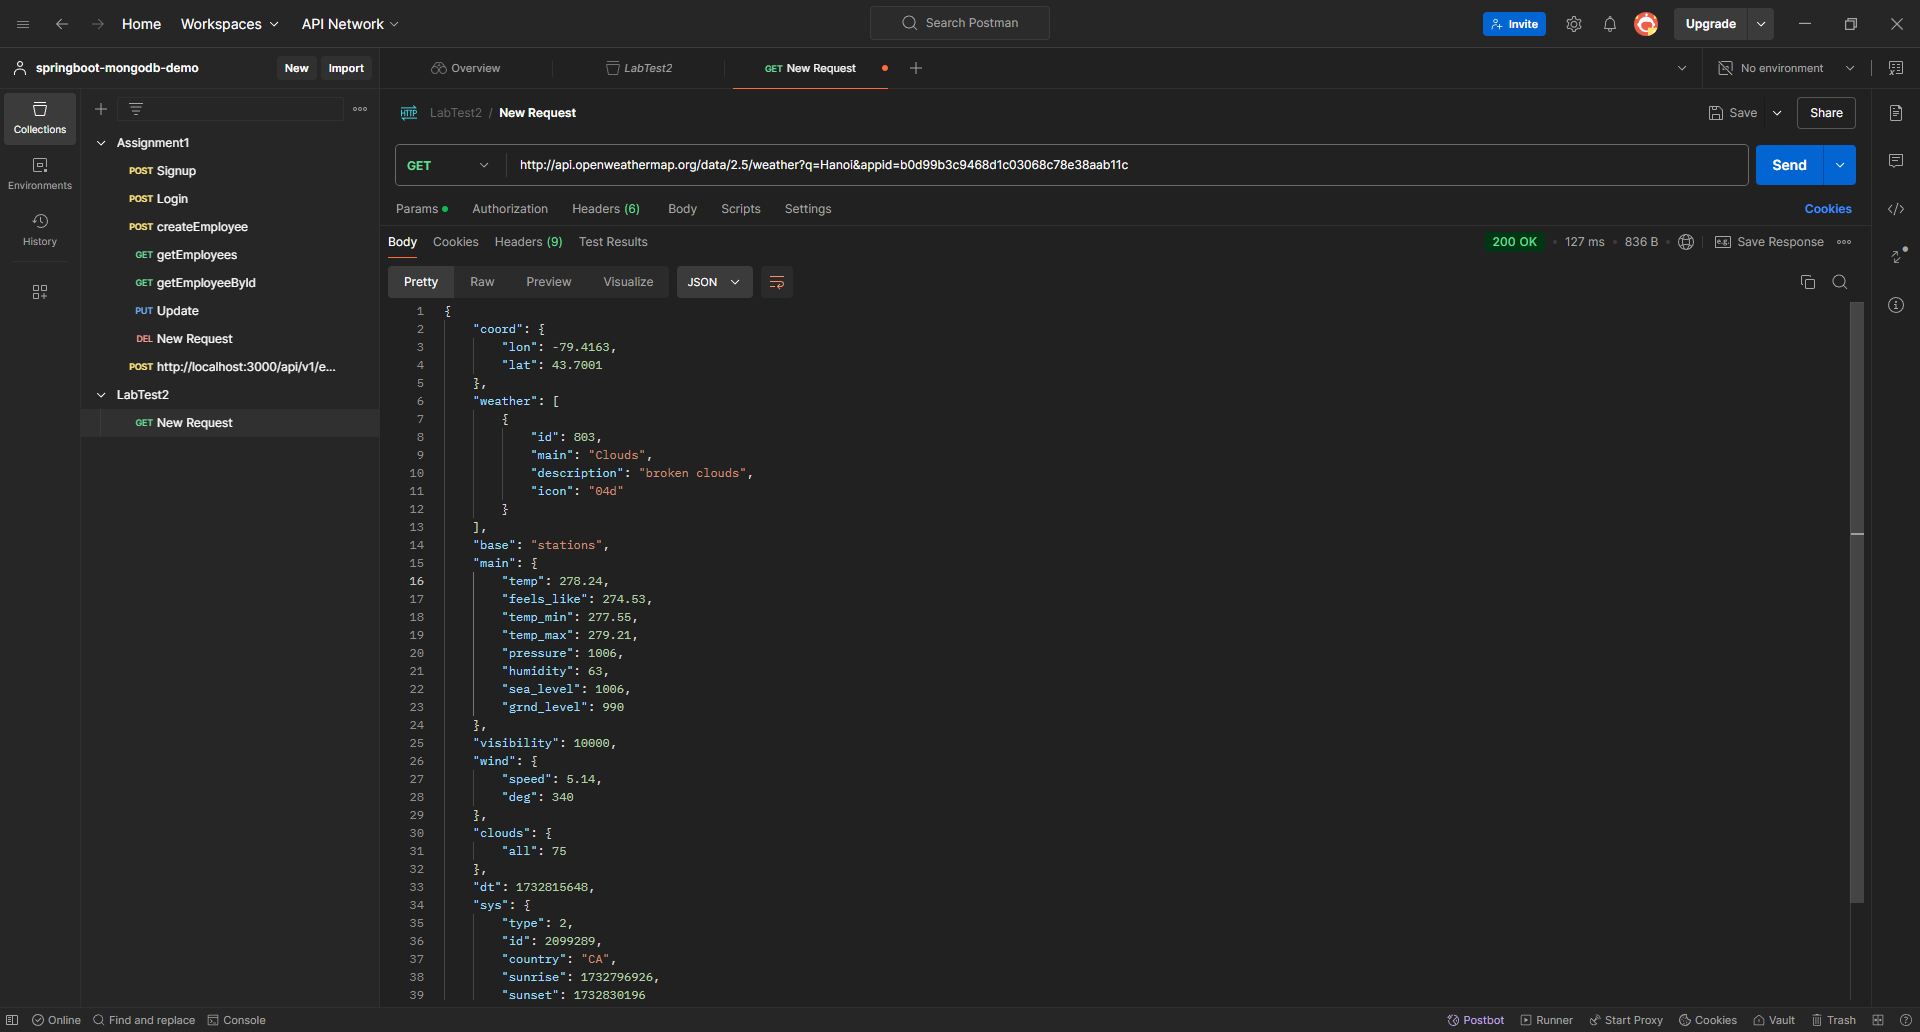 Home Workspaces API Network Search Postman Invite Upgrade
springboot-mongodb-demo New Import Overview LabTest2 GET New Request No environment
Collections
Environments
History
Assignment1
POST Signup
POST Login
POST createEmployee
GET getEmployees
GET getEmployeeById
PUT Update
DEL New Request
POST http://localhost:3000/api/v1/e...
LabTest2
GET New Request
HTTP LabTest2 / New Request Save Share
GET http://api.openweathermap.org/data/2.5/weather?q=Hanoi&appid=b0d99b3c9468d1c03068c78e38aab11c Send
Params Authorization Headers (6) Body Scripts Settings Cookies
Body Cookies Headers (9) Test Results 200 OK 127 ms 836 B e.g. Save Response
Pretty Raw Preview Visualize JSON
1 {
2 "coord": {
3 "lon": -79.4163,
4 "lat": 43.7001
5 },
6 "weather": [
7 {
8 "id": 803,
9 "main": "Clouds",
10 "description": "broken clouds",
11 "icon": "04d"
12 }
13 ],
14 "base": "stations",
15 "main": {
16 "temp": 278.24,
17 "feels_like": 274.53,
18 "temp_min": 277.55,
19 "temp_max": 279.21,
20 "pressure": 1006,
21 "humidity": 63,
22 "sea_level": 1006,
23 "grnd_level": 990
24 },
25 "visibility": 10000,
26 "wind": {
27 "speed": 5.14,
28 "deg": 340
29 },
30 "clouds": {
31 "all": 75
32 },
33 "dt": 1732815648,
34 "sys": {
35 "type": 2,
36 "id": 2099289,
37 "country": "CA",
38 "sunrise": 1732796926,
39 "sunset": 1732830196
Online Find and replace Console Postbot Runner Start Proxy Cookies Vault Trash